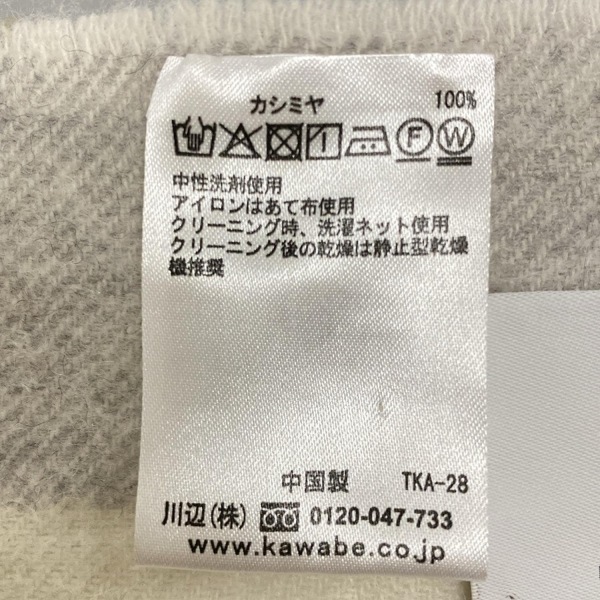 カシミヤ 100%
F W
中性洗剤使用
アイロンはあて布使用
クリーニング時、洗濯ネット使用
クリーニング後の乾燥は静止型乾燥
機推奨
中国製 TKA-28
川辺(株) 0120-047-733
www.kawabe.co.jp